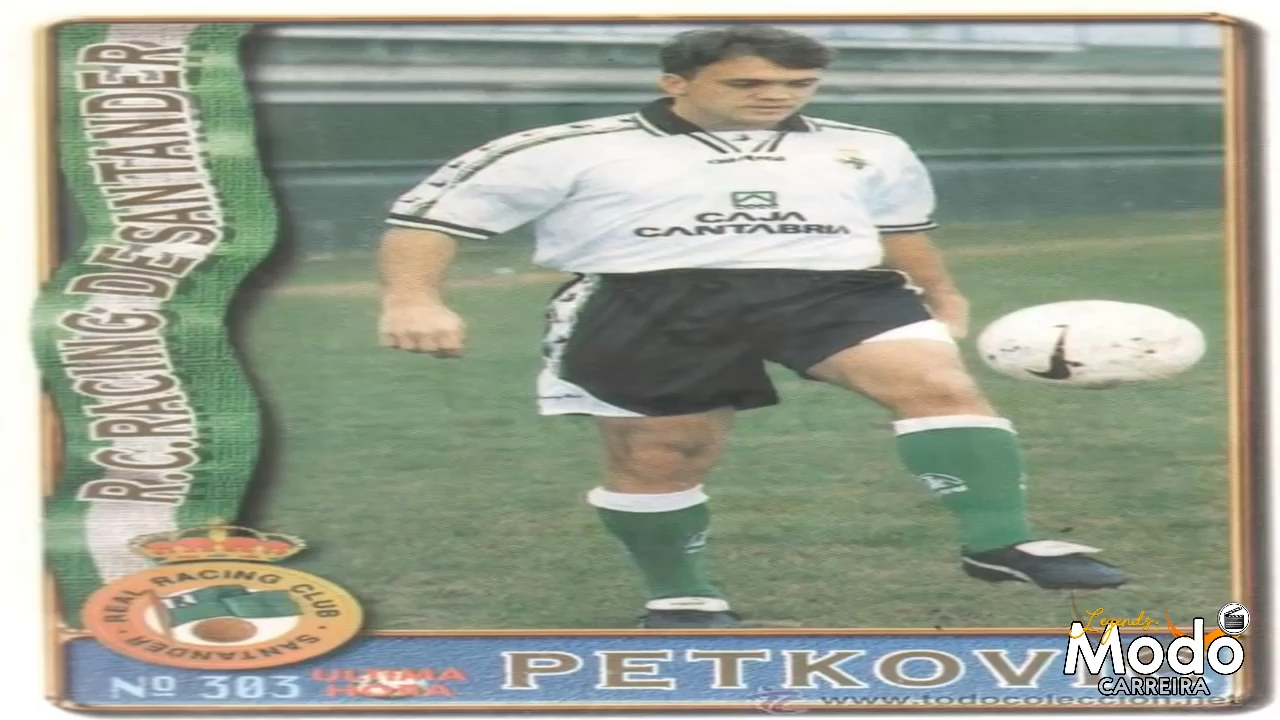 R.C.RACING DE SANTANDER
CAJA
CANTABRIA
REAL RACING CLUB
SANTANDER
Nº 303
ULTIMA
HORA
PETKOV
www.todocoleccion.net
Legends
Modo
CARREIRA